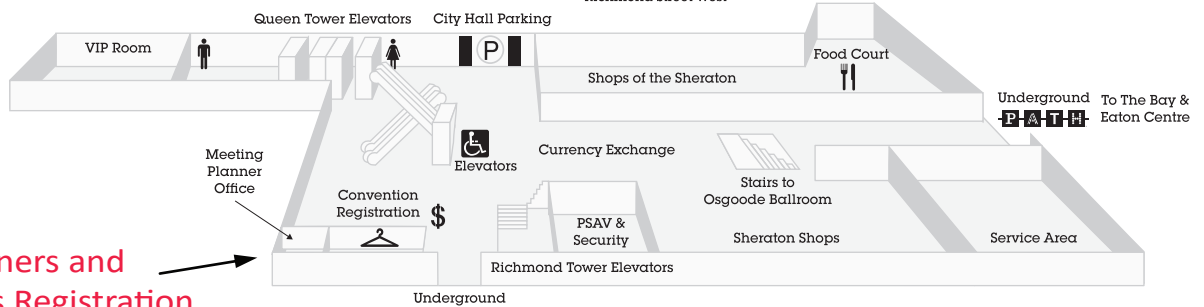 Queen Tower Elevators
City Hall Parking
P
VIP Room
Food Court
Shops of the Sheraton
Underground
PATH
To The Bay &
Eaton Centre
Elevators
Currency Exchange
Meeting
Planner
Office
Convention
Registration
$
Stairs to
Osgoode Ballroom
PSAV &
Security
Sheraton Shops
Service Area
Richmond Tower Elevators
Underground
and
Registration